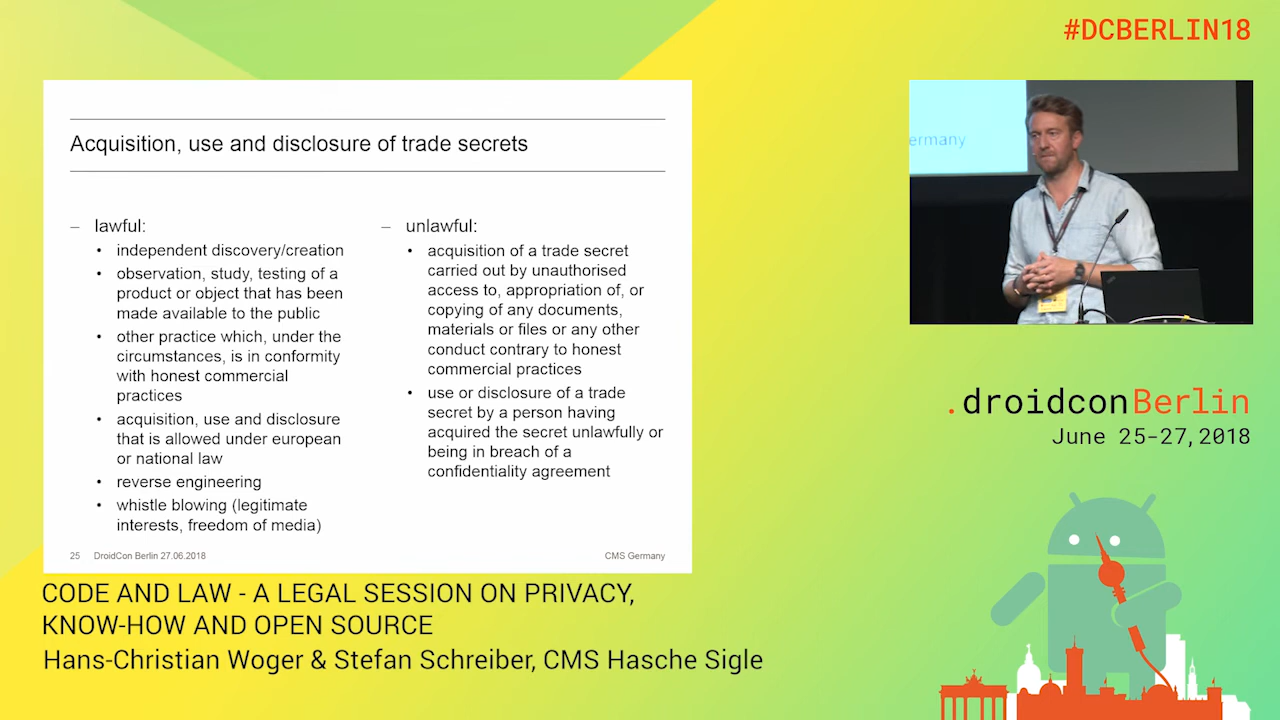 #DCBERLIN18
Acquisition, use and disclosure of trade secrets
– lawful:
• independent discovery/creation
• observation, study, testing of a
product or object that has been
made available to the public
• other practice which, under the
circumstances, is in conformity
with honest commercial
practices
• acquisition, use and disclosure
that is allowed under european
or national law
• reverse engineering
• whistle blowing (legitimate
interests, freedom of media)
– unlawful:
• acquisition of a trade secret
carried out by unauthorised
access to, appropriation of, or
copying of any documents,
materials or files or any other
conduct contrary to honest
commercial practices
• use or disclosure of a trade
secret by a person having
acquired the secret unlawfully or
being in breach of a
confidentiality agreement
25 DroidCon Berlin 27.06.2018
CMS Germany
ermany
.droidconBerlin
June 25-27, 2018
CODE AND LAW - A LEGAL SESSION ON PRIVACY,
KNOW-HOW AND OPEN SOURCE
Hans-Christian Woger & Stefan Schreiber, CMS Hasche Sigle